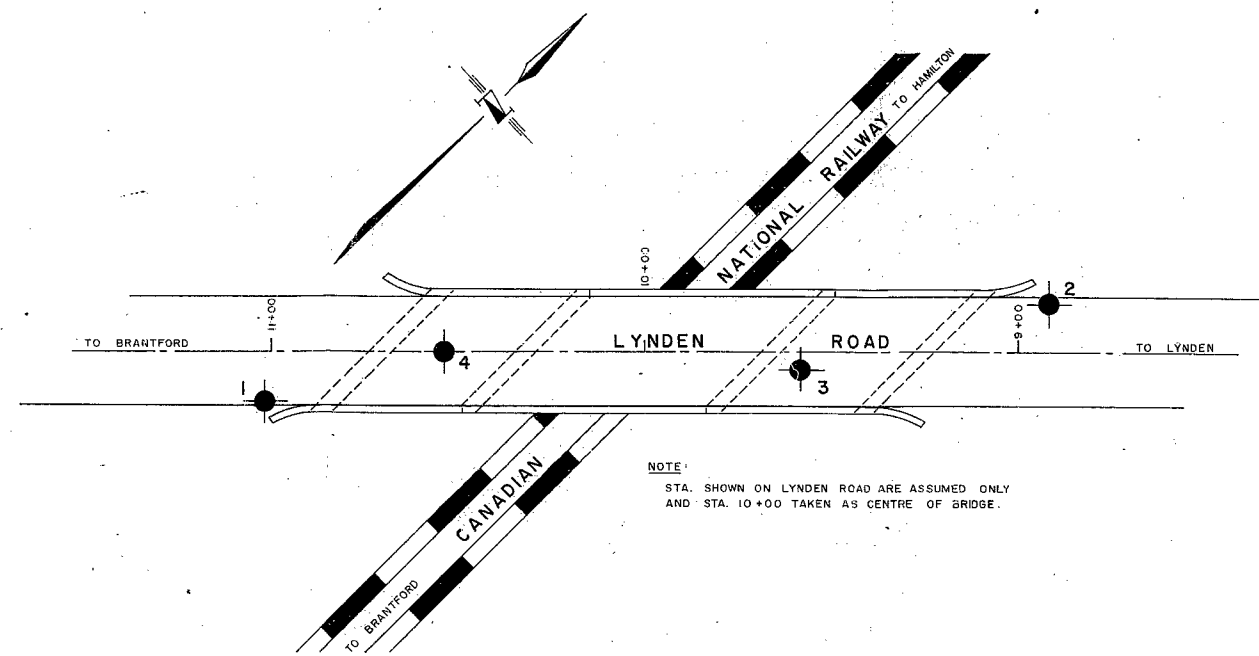 TO HAMILTON
NATIONAL RAILWAY
10+00
2
11+00
9+00
TO BRANTFORD
LYNDEN ROAD
TO LYNDEN
4
3
1
NOTE:
STA. SHOWN ON LYNDEN ROAD ARE ASSUMED ONLY
AND STA. 10+00 TAKEN AS CENTRE OF BRIDGE.
CANADIAN
TO BRANTFORD